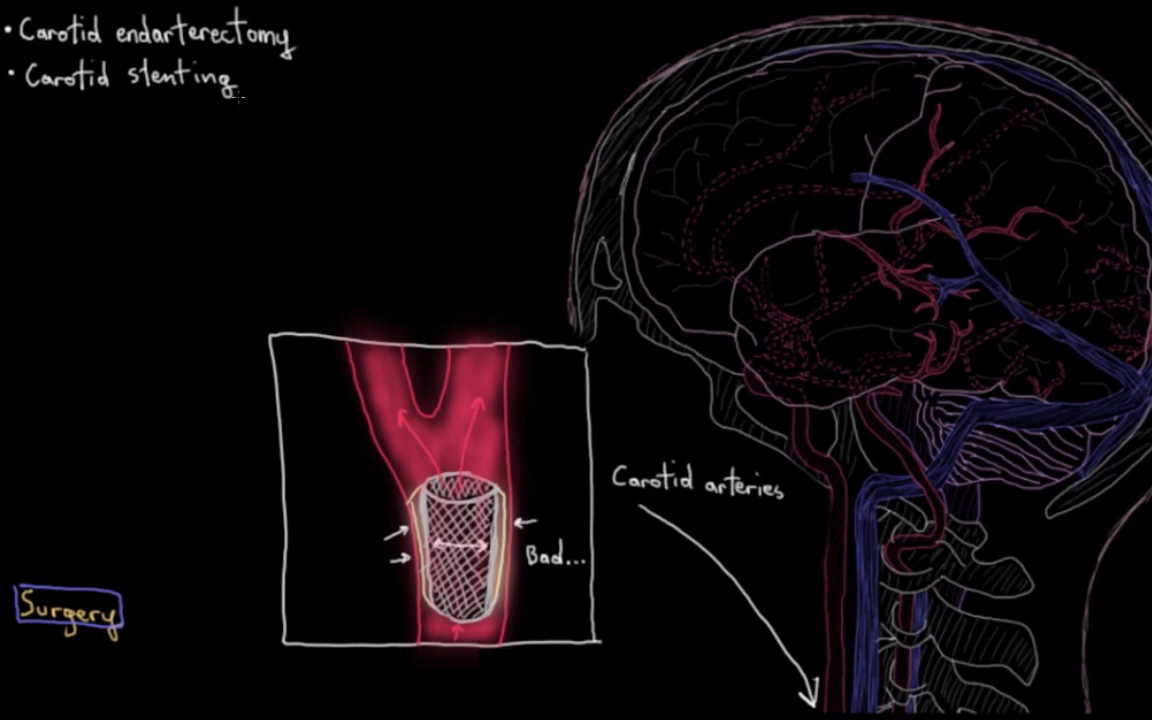 • Carotid endarterectomy
• Carotid stenting
Carotid arteries
Bad...
Surgery